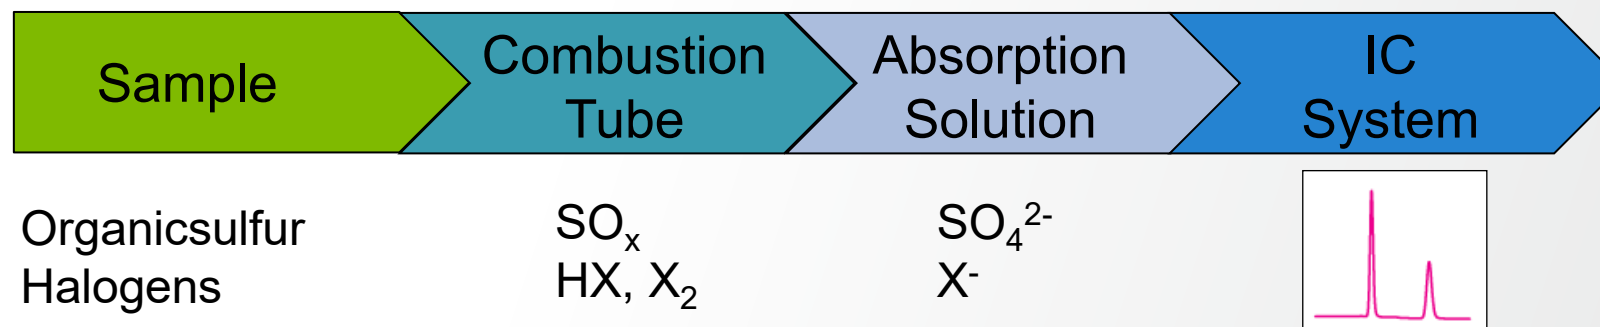 Sample
Combustion
Tube
Absorption
Solution
IC
System
Organicsulfur
Halogens
SOₓ
HX, X₂
SO₄²⁻
X⁻